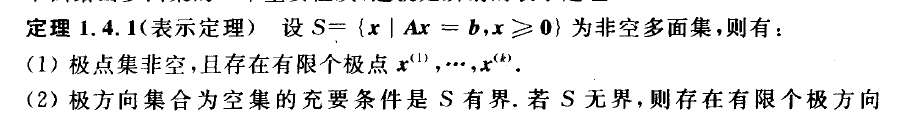 定理 1.4.1(表示定理) 设 S={x | Ax = b,x ≥ 0} 为非空多面集,则有:
(1) 极点集非空,且存在有限个极点 x⁽¹⁾,…,x⁽ᵏ⁾.
(2) 极方向集合为空集的充要条件是 S 有界. 若 S 无界,则存在有限个极方向